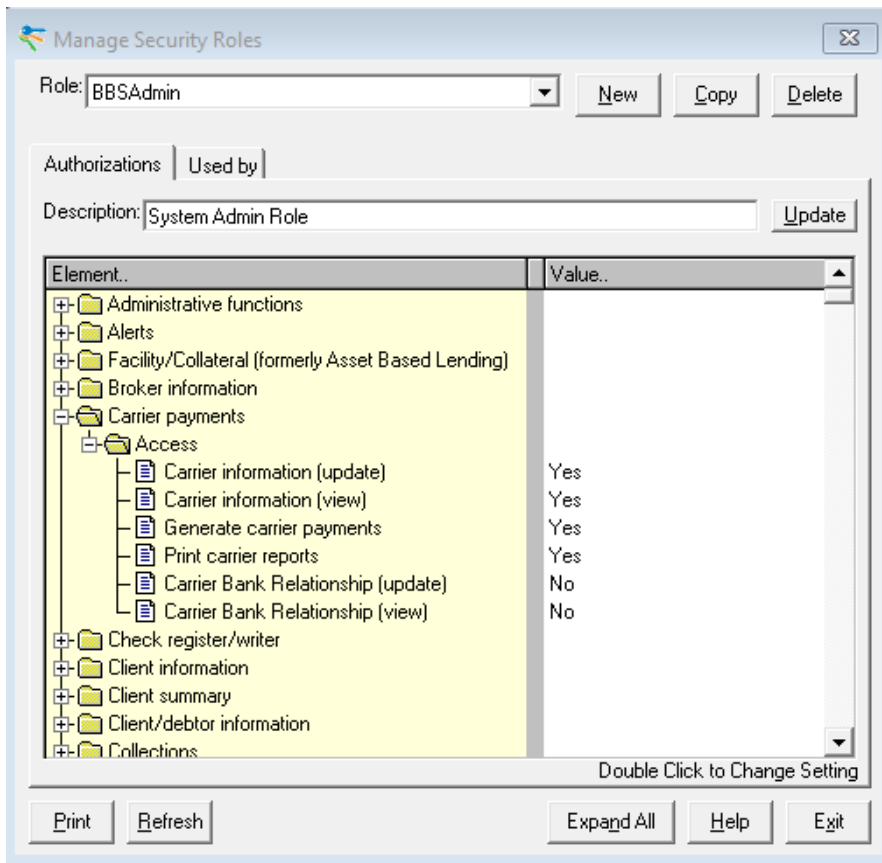 Manage Security Roles
Role: BBSAdmin New Copy Delete
Authorizations Used by
Description: System Admin Role Update
Element.. Value..
Administrative functions
Alerts
Facility/Collateral (formerly Asset Based Lending)
Broker information
Carrier payments
Access
Carrier information (update) Yes
Carrier information (view) Yes
Generate carrier payments Yes
Print carrier reports Yes
Carrier Bank Relationship (update) No
Carrier Bank Relationship (view) No
Check register/writer
Client information
Client summary
Client/debtor information
Collections
Double Click to Change Setting
Print Refresh Expand All Help Exit